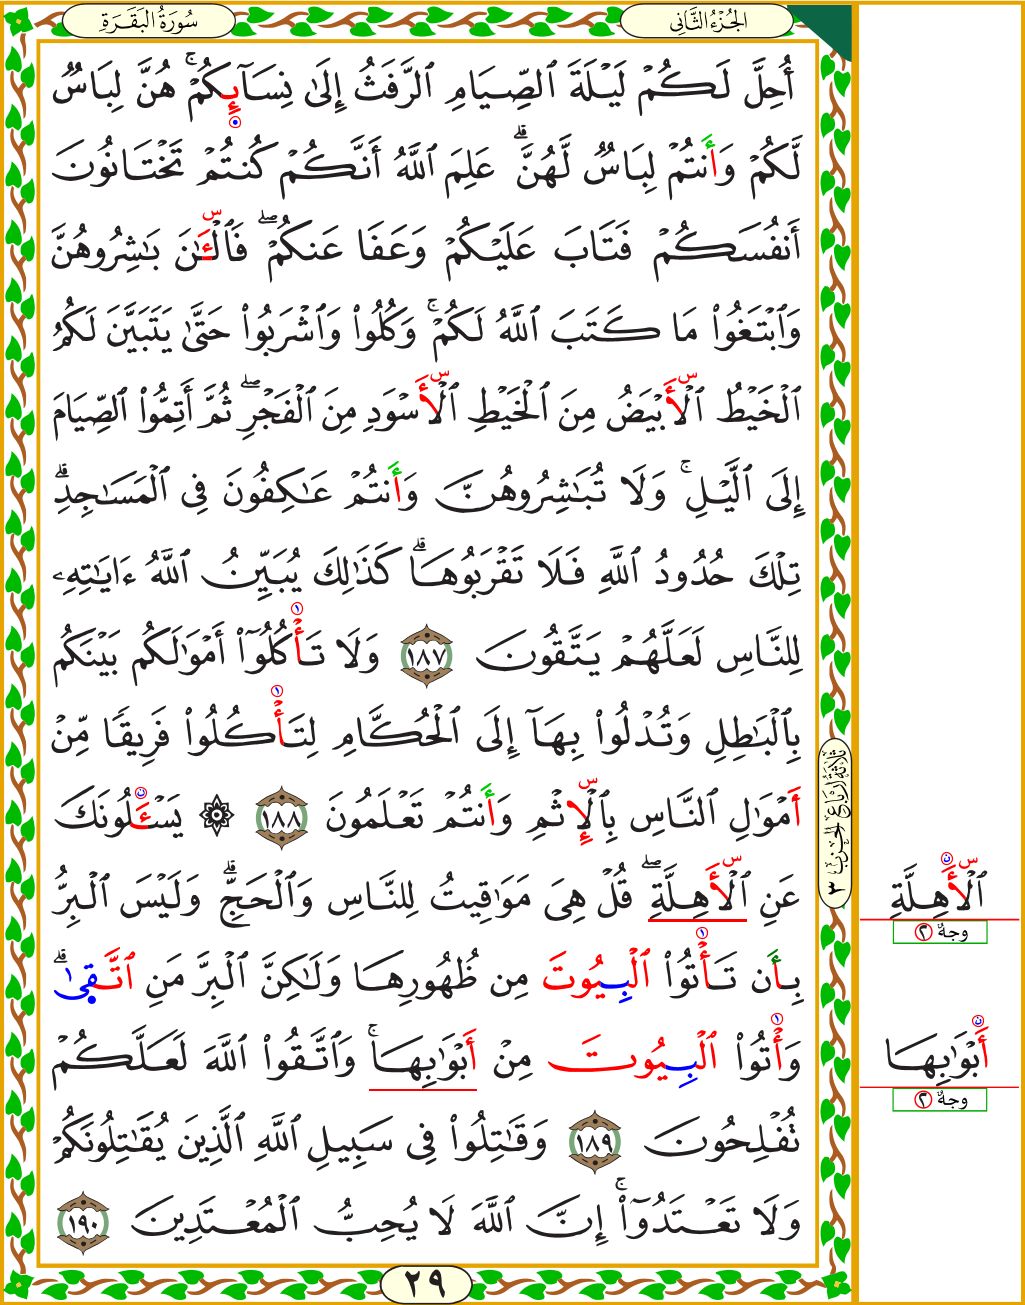 سُورَةُ البَقَرَةِ
الجُزْءُ الثَّانِي
أُحِلَّ لَكُمْ لَيْلَةَ ٱلصِّيَامِ ٱلرَّفَثُ إِلَىٰ نِسَآئِكُمْۚ هُنَّ لِبَاسٌ
لَّكُمْ وَأَنتُمْ لِبَاسٌ لَّهُنَّۗ عَلِمَ ٱللَّهُ أَنَّكُمْ كُنتُمْ تَخْتَانُونَ
أَنفُسَكُمْ فَتَابَ عَلَيْكُمْ وَعَفَا عَنكُمْۖ فَٱلْـَٰٔنَ بَـٰشِرُوهُنَّ
وَٱبْتَغُوا۟ مَا كَتَبَ ٱللَّهُ لَكُمْۚ وَكُلُوا۟ وَٱشْرَبُوا۟ حَتَّىٰ يَتَبَيَّنَ لَكُمُ
ٱلْخَيْطُ ٱلْأَبْيَضُ مِنَ ٱلْخَيْطِ ٱلْأَسْوَدِ مِنَ ٱلْفَجْرِۖ ثُمَّ أَتِمُّوا۟ ٱلصِّيَامَ
إِلَى ٱلَّيْلِۚ وَلَا تُبَـٰشِرُوهُنَّ وَأَنتُمْ عَـٰكِفُونَ فِى ٱلْمَسَـٰجِدِۗ
تِلْكَ حُدُودُ ٱللَّهِ فَلَا تَقْرَبُوهَاۗ كَذَٰلِكَ يُبَيِّنُ ٱللَّهُ ءَايَـٰتِهِۦ
لِلنَّاسِ لَعَلَّهُمْ يَتَّقُونَ ١٨٧ وَلَا تَأْكُلُوٓا۟ أَمْوَٰلَكُم بَيْنَكُم
بِٱلْبَـٰطِلِ وَتُدْلُوا۟ بِهَآ إِلَى ٱلْحُكَّامِ لِتَأْكُلُوا۟ فَرِيقًا مِّنْ
أَمْوَٰلِ ٱلنَّاسِ بِٱلْإِثْمِ وَأَنتُمْ تَعْلَمُونَ ١٨٨ ۞ يَسْـَٔلُونَكَ
عَنِ ٱلْأَهِلَّةِۖ قُلْ هِىَ مَوَٰقِيتُ لِلنَّاسِ وَٱلْحَجِّۗ وَلَيْسَ ٱلْبِرُّ
بِأَن تَأْتُوا۟ ٱلْبِيُوتَ مِن ظُهُورِهَا وَلَـٰكِنَّ ٱلْبِرَّ مَنِ ٱتَّقَىٰۗ
وَأْتُوا۟ ٱلْبِيُوتَ مِنْ أَبْوَٰبِهَاۚ وَٱتَّقُوا۟ ٱللَّهَ لَعَلَّكُمْ
تُفْلِحُونَ ١٨٩ وَقَـٰتِلُوا۟ فِى سَبِيلِ ٱللَّهِ ٱلَّذِينَ يُقَـٰتِلُونَكُمْ
وَلَا تَعْتَدُوٓا۟ۚ إِنَّ ٱللَّهَ لَا يُحِبُّ ٱلْمُعْتَدِينَ ١٩٠
ثَلَاثَةُ أَرْبَاعِ الْحِزْبِ ٣
ٱلْأَهِلَّةِ
وجهٌ ٢
أَبْوَٰبِهَا
وجهٌ ٢
٢٩